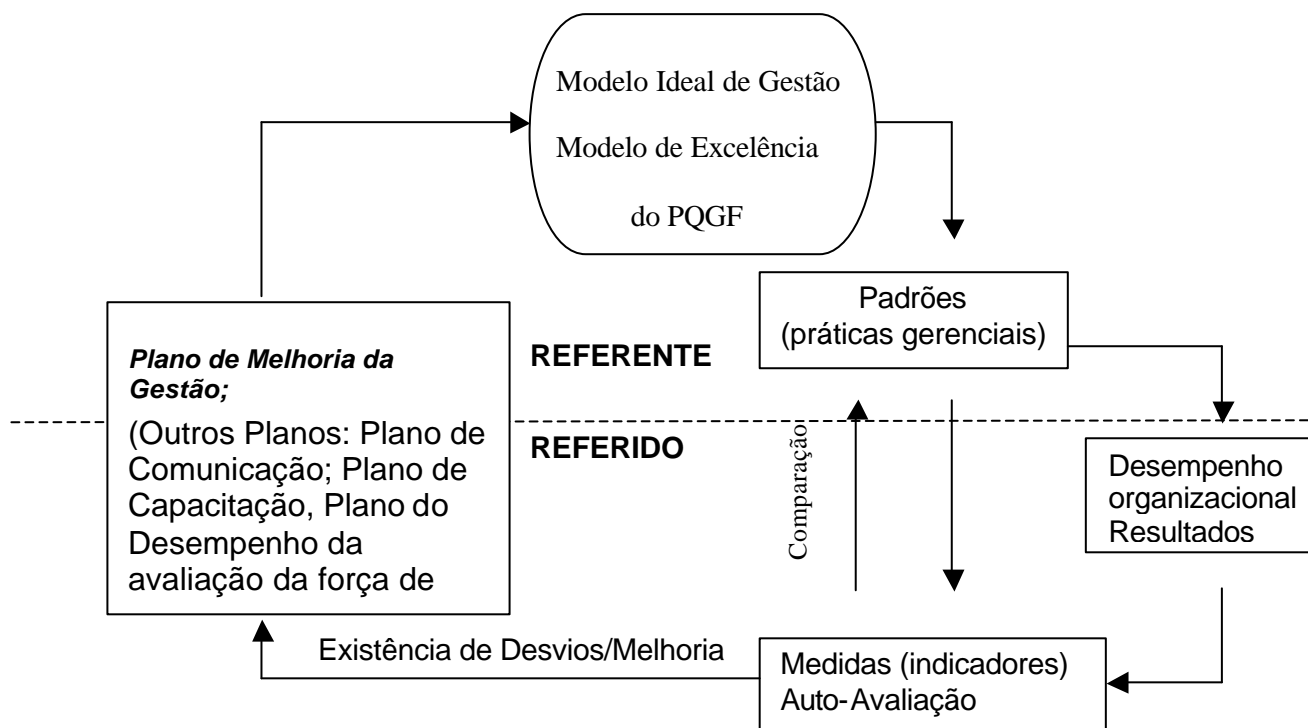 Modelo Ideal de Gestão
Modelo de Excelência
do PQGF
Padrões
(práticas gerenciais)
Plano de Melhoria da
Gestão;
(Outros Planos: Plano de
Comunicação; Plano de
Capacitação, Plano do
Desempenho da
avaliação da força de
REFERENTE
REFERIDO
Comparação
Desempenho
organizacional
Resultados
Existência de Desvios/Melhoria
Medidas (indicadores)
Auto-Avaliação